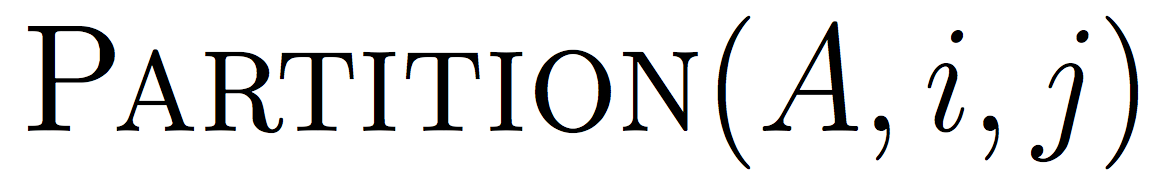 PARTITION(A, i, j)